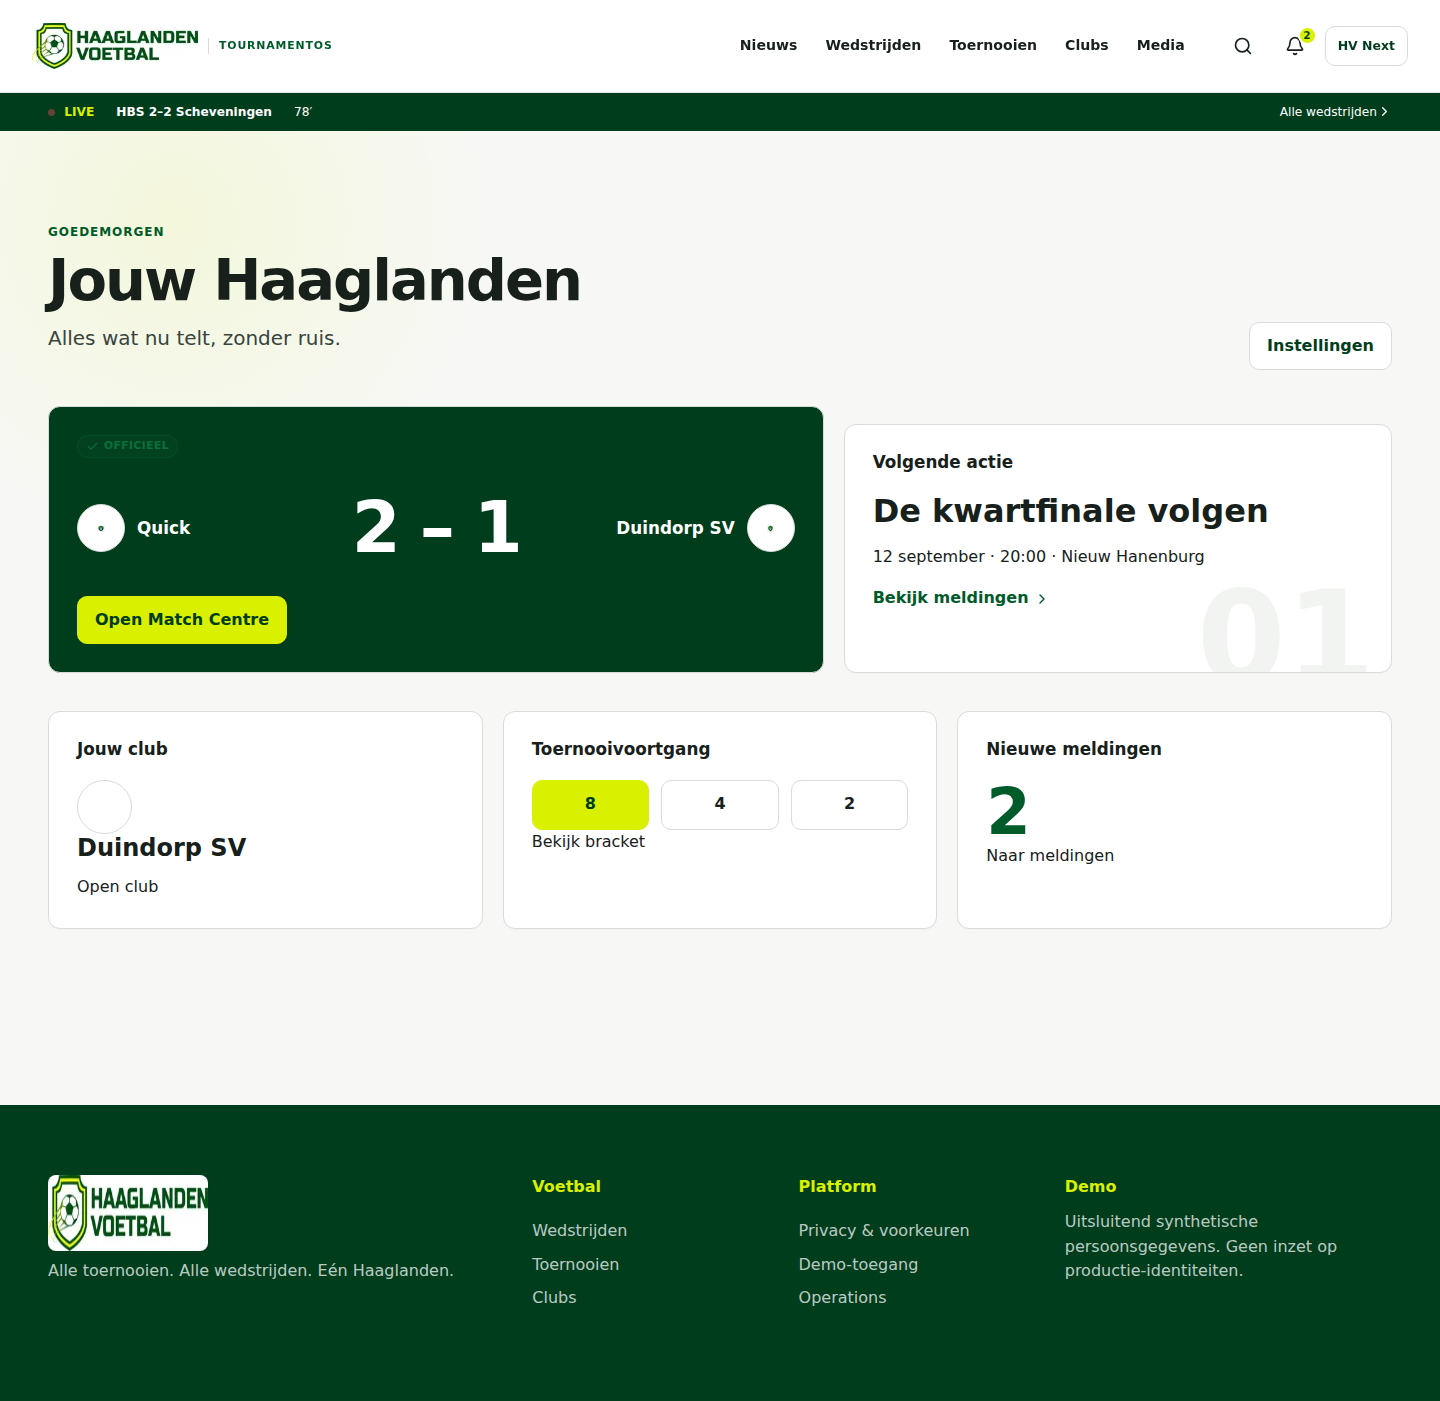 HAAGLANDEN
VOETBAL
TOURNAMENTOS
Nieuws
Wedstrijden
Toernooien
Clubs
Media
2
HV Next
LIVE
HBS 2–2 Scheveningen
78′
Alle wedstrijden
GOEDEMORGEN
Jouw Haaglanden
Alles wat nu telt, zonder ruis.
Instellingen
OFFICIEEL
Quick
2 – 1
Duindorp SV
Open Match Centre
Volgende actie
De kwartfinale volgen
12 september · 20:00 · Nieuw Hanenburg
Bekijk meldingen
01
Jouw club
Duindorp SV
Open club
Toernooivoortgang
8
4
2
Bekijk bracket
Nieuwe meldingen
2
Naar meldingen
HAAGLANDEN
VOETBAL
Alle toernooien. Alle wedstrijden. Eén Haaglanden.
Voetbal
Wedstrijden
Toernooien
Clubs
Platform
Privacy & voorkeuren
Demo-toegang
Operations
Demo
Uitsluitend synthetische
persoonsgegevens. Geen inzet op
productie-identiteiten.